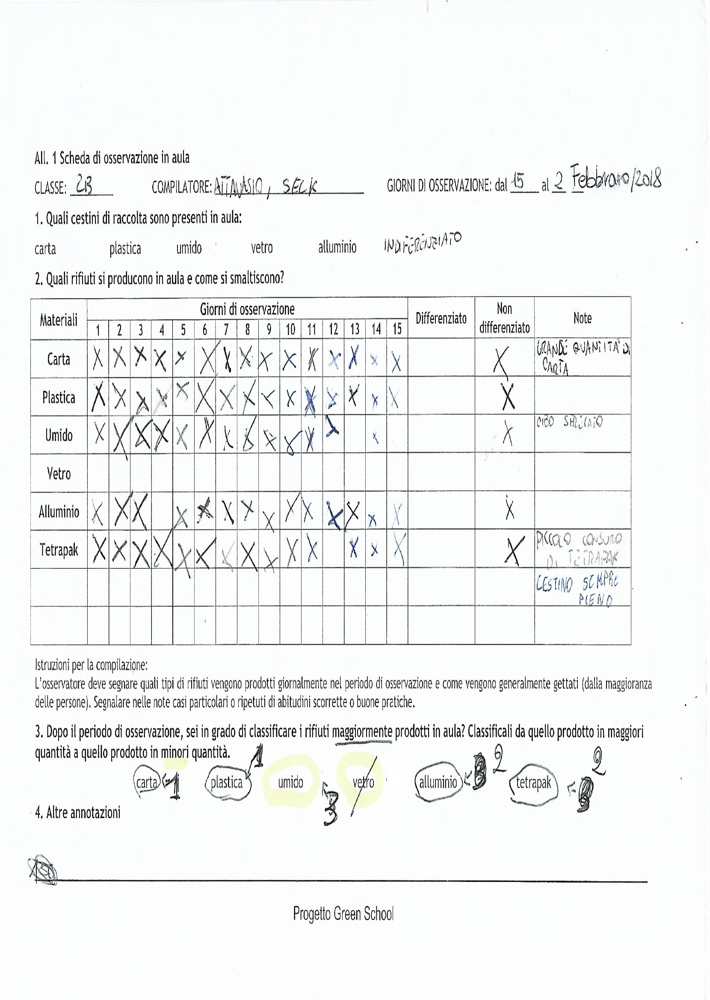 All. 1 Scheda di osservazione in aula
CLASSE: 2B COMPILATORE: ATTANASIO, SECK GIORNI DI OSSERVAZIONE: dal 15 al 2 Febbraio/2018
1. Quali cestini di raccolta sono presenti in aula:
carta plastica umido vetro alluminio INDIFERENZIATO
2. Quali rifiuti si producono in aula e come si smaltiscono?
Materiali Giorni di osservazione Differenziato Non differenziato Note
1 2 3 4 5 6 7 8 9 10 11 12 13 14 15
Carta X X X X X X X X X X X X X X X X GRANDE QUANTITÀ DI
CARTA
Plastica X X X X X X X X X X X X X X X X
Umido X X X X X X X X X X X X X X CIBO SPRECATO
Vetro
Alluminio X X X X X X X X X X X X X X X
Tetrapak X X X X X X X X X X X X X X X PICCOLO CONSUMO
DI TETRAPAK
CESTINO SEMPRE
PIENO
Istruzioni per la compilazione:
L'osservatore deve segnare quali tipi di rifiuti vengono prodotti giornalmente nel periodo di osservazione e come vengono generalmente gettati (dalla maggioranza
delle persone). Segnalare nelle note casi particolari o ripetuti di abitudini scorrette o buone pratiche.
3. Dopo il periodo di osservazione, sei in grado di classificare i rifiuti maggiormente prodotti in aula? Classificali da quello prodotto in maggiori
quantità a quello prodotto in minori quantità.
carta 1 plastica 1 umido 3 vetro alluminio 2 tetrapak 2
4. Altre annotazioni
Progetto Green School